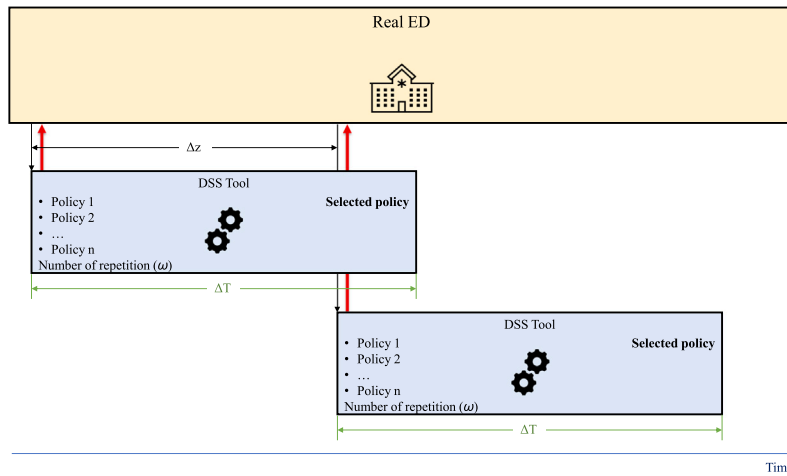 Real ED
Δz
DSS Tool
• Policy 1
Selected policy
• Policy 2
• …
• Policy n
Number of repetition (ω)
ΔT
DSS Tool
• Policy 1
Selected policy
• Policy 2
• …
• Policy n
Number of repetition (ω)
ΔT
Tim